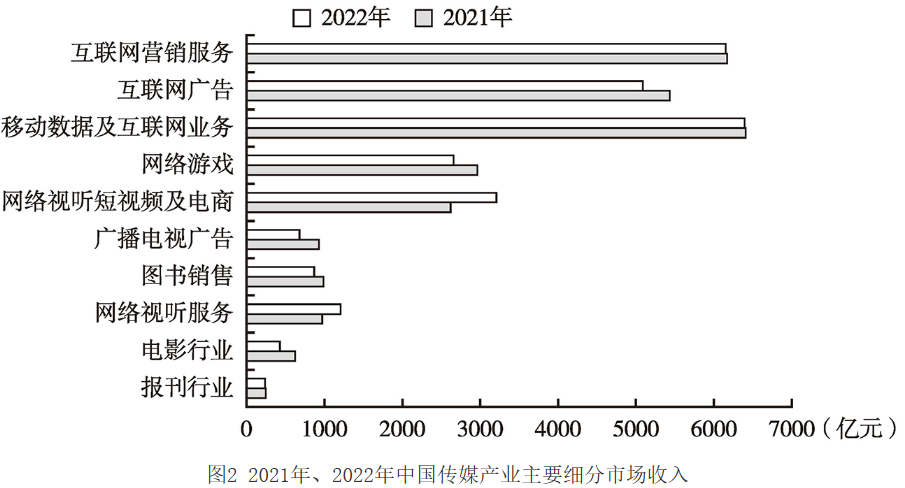 2022年 2021年
互联网营销服务
互联网广告
移动数据及互联网业务
网络游戏
网络视听短视频及电商
广播电视广告
图书销售
网络视听服务
电影行业
报刊行业
0 1000 2000 3000 4000 5000 6000 7000（亿元）
图2 2021年、2022年中国传媒产业主要细分市场收入